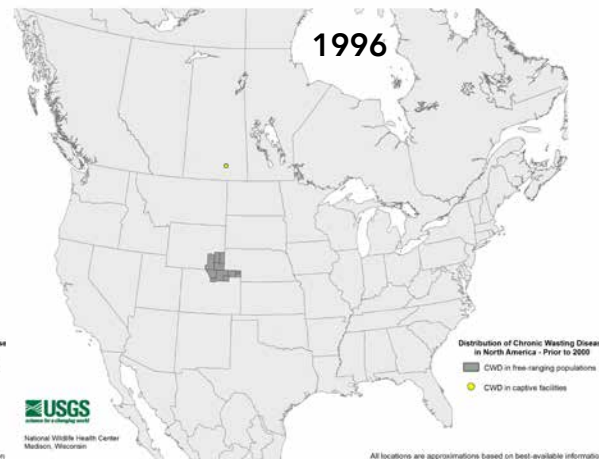 1996
se
Distribution of Chronic Wasting Disease
in North America - Prior to 2000
CWD in free-ranging populations
CWD in captive facilities
USGS
science for a changing world
National Wildlife Health Center
Madison, Wisconsin
on
All locations are approximations based on best-available information